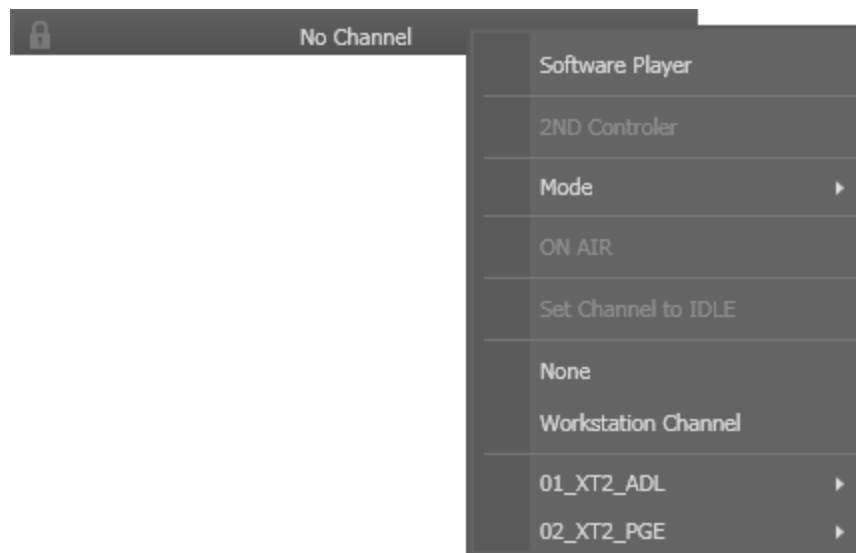 No Channel
Software Player
2ND Controler
Mode
ON AIR
Set Channel to IDLE
None
Workstation Channel
01_XT2_ADL
02_XT2_PGE